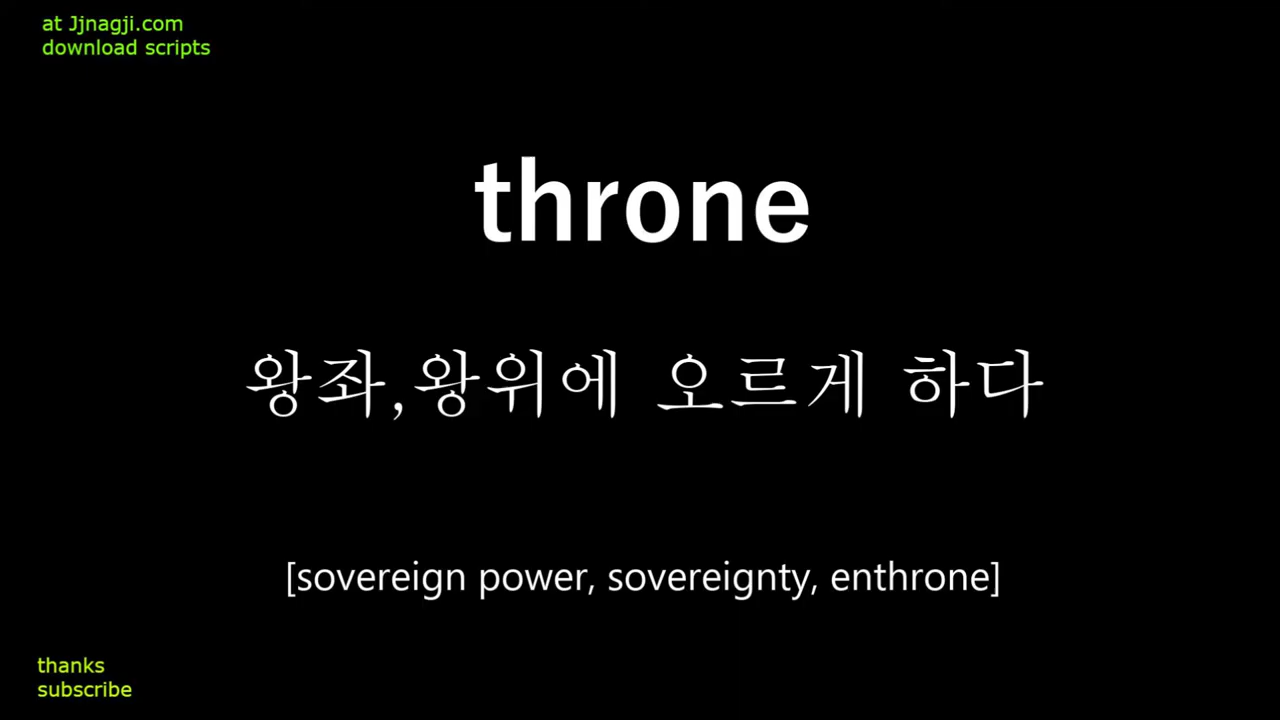 at Jjnagji.com
download scripts
throne
왕좌,왕위에 오르게 하다
[sovereign power, sovereignty, enthrone]
thanks
subscribe